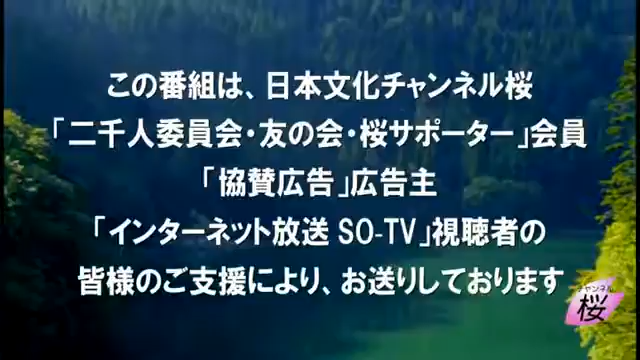 この番組は、日本文化チャンネル桜
「二千人委員会・友の会・桜サポーター」会員
「協賛広告」広告主
「インターネット放送 SO-TV」視聴者の
皆様のご支援により、お送りしております
チャンネル
桜